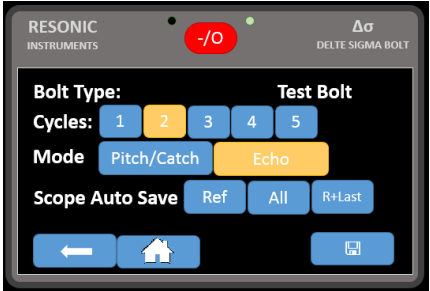 RESONIC
INSTRUMENTS
-/O
Δσ
DELTE SIGMA BOLT
Bolt Type: Test Bolt
Cycles: 1 2 3 4 5
Mode Pitch/Catch Echo
Scope Auto Save Ref All R+Last